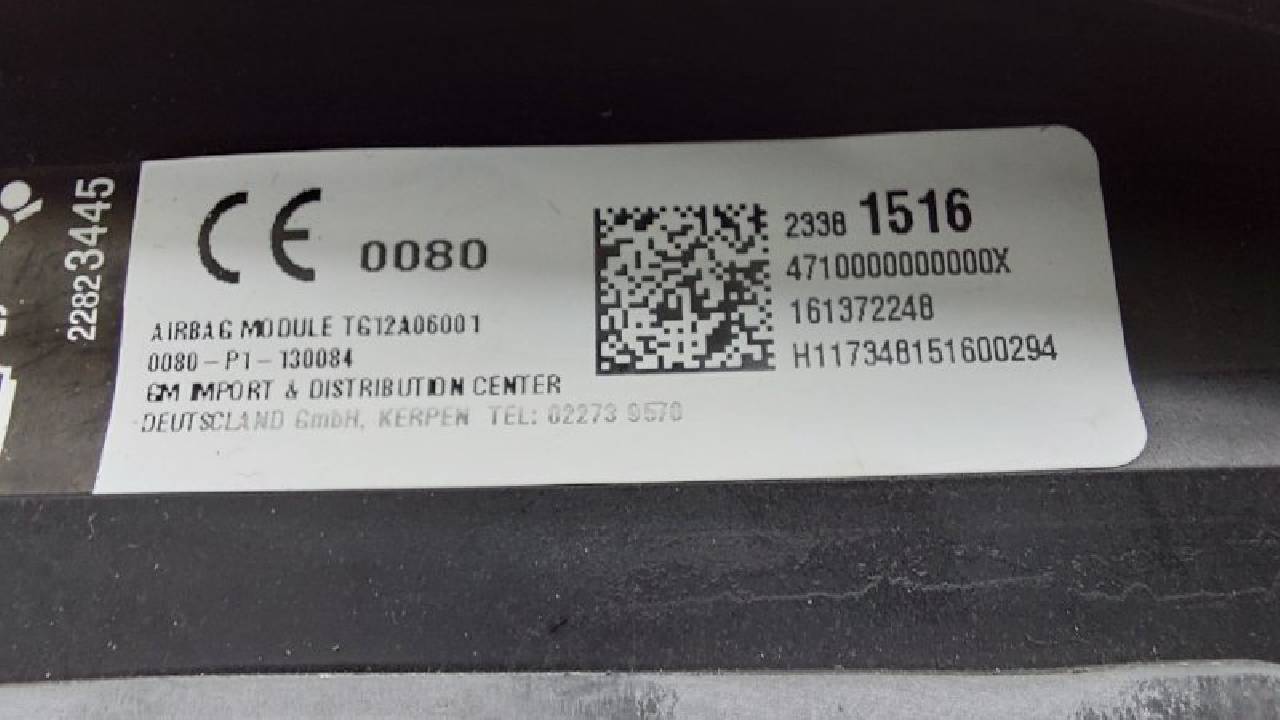 22823445
CE 0080
AIRBAG MODULE TG12A06001
0080-P1-130084
GM IMPORT & DISTRIBUTION CENTER
DEUTSCLAND GmbH, KERPEN TEL: 02273 9570
2338 1516
4710000000000X
161372248
H117348151600294